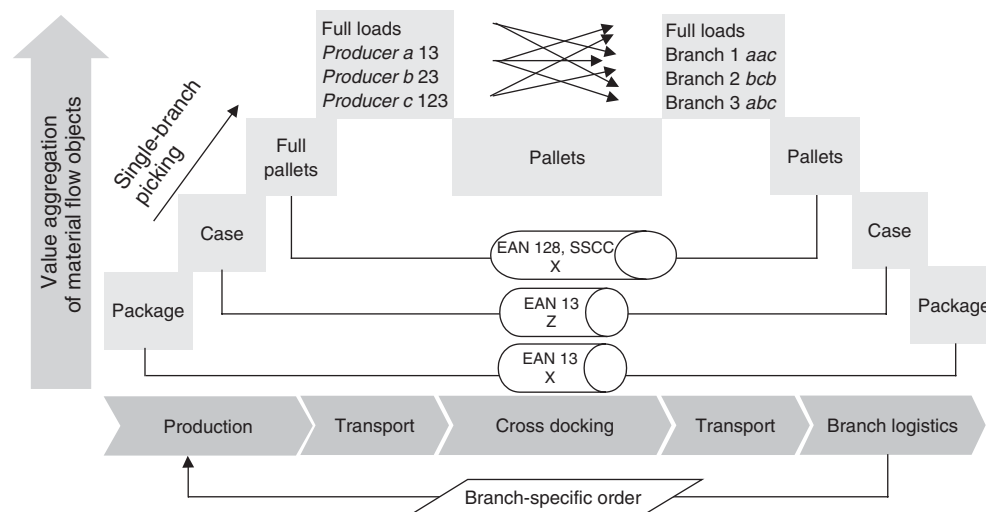 Value aggregation
of material flow objects
Single-branch
picking
Full loads
Producer a 13
Producer b 23
Producer c 123
Full loads
Branch 1 aac
Branch 2 bcb
Branch 3 abc
Full
pallets
Pallets
Pallets
Case
EAN 128, SSCC
X
Case
Package
EAN 13
Z
Package
EAN 13
X
Production
Transport
Cross docking
Transport
Branch logistics
Branch-specific order